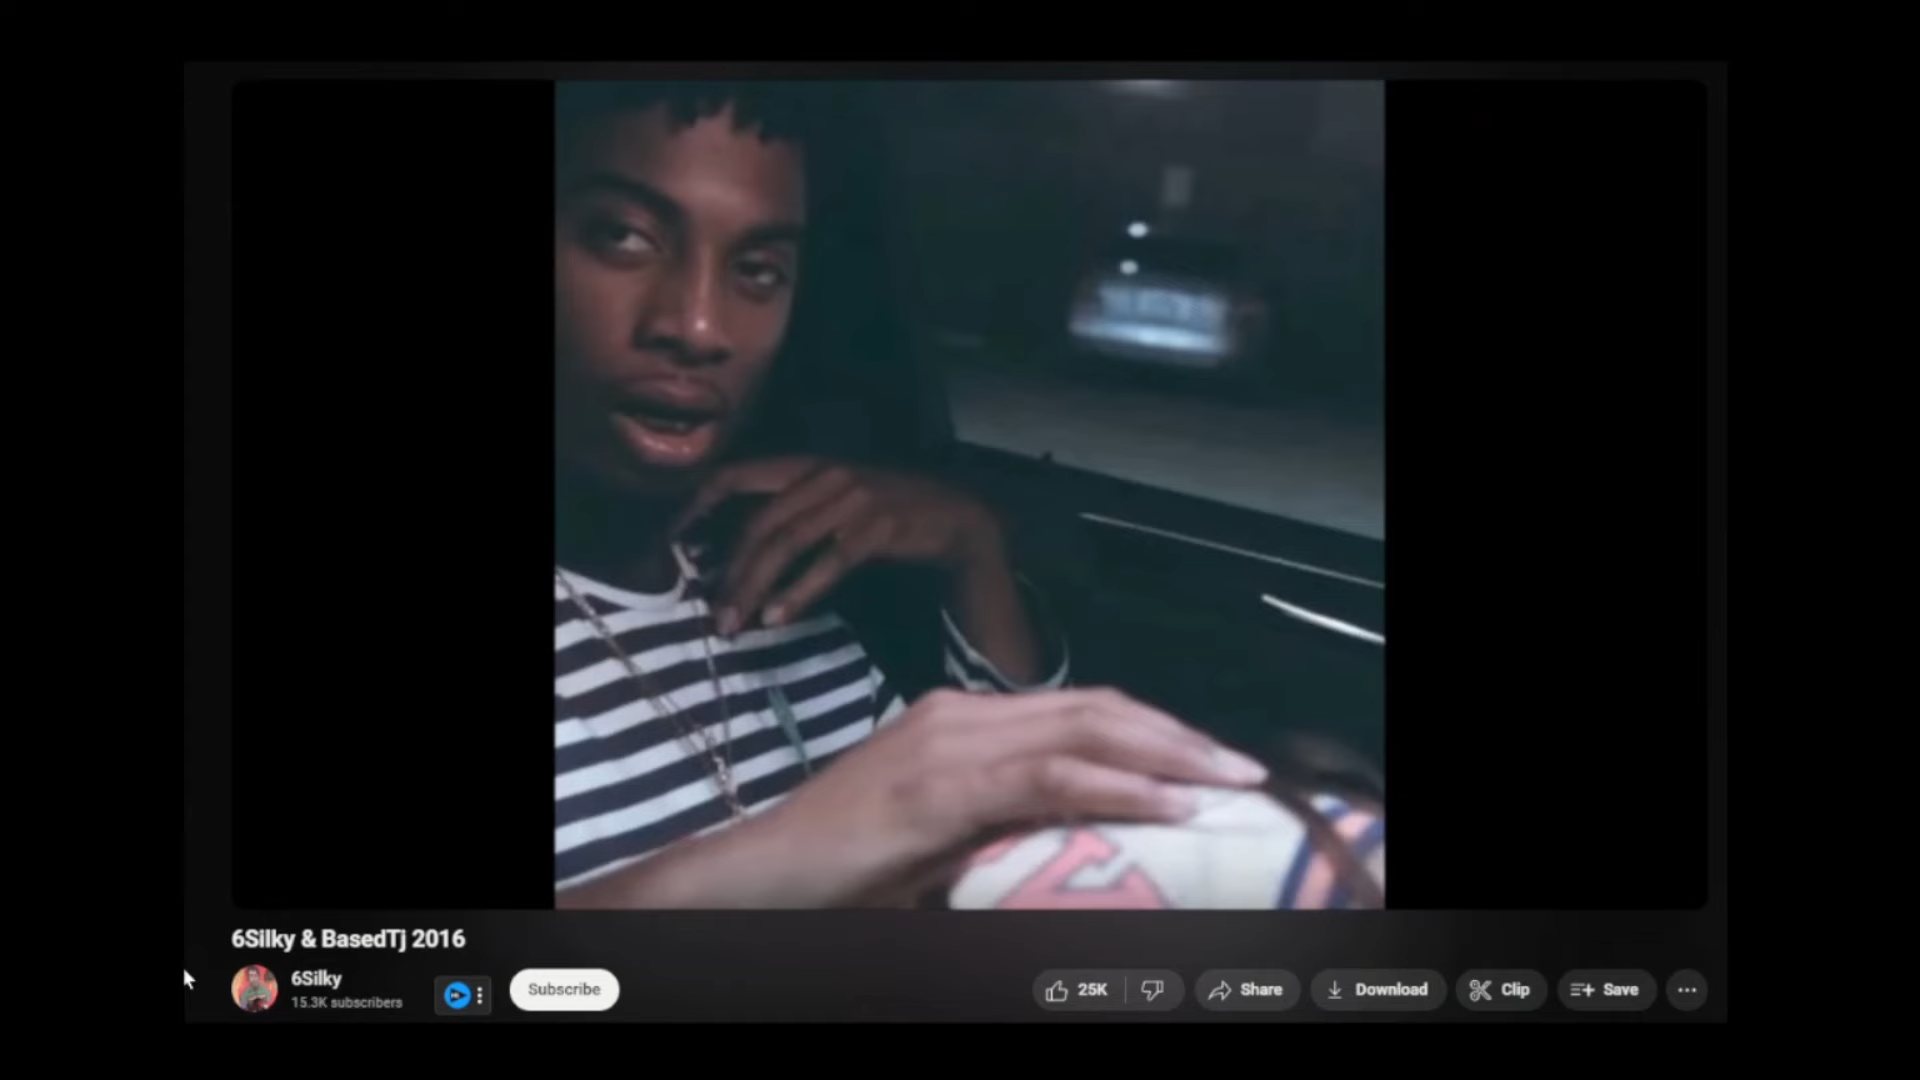 6Silky & BasedTj 2016
6Silky
15.3K subscribers
Subscribe
25K
Share
Download
Clip
Save